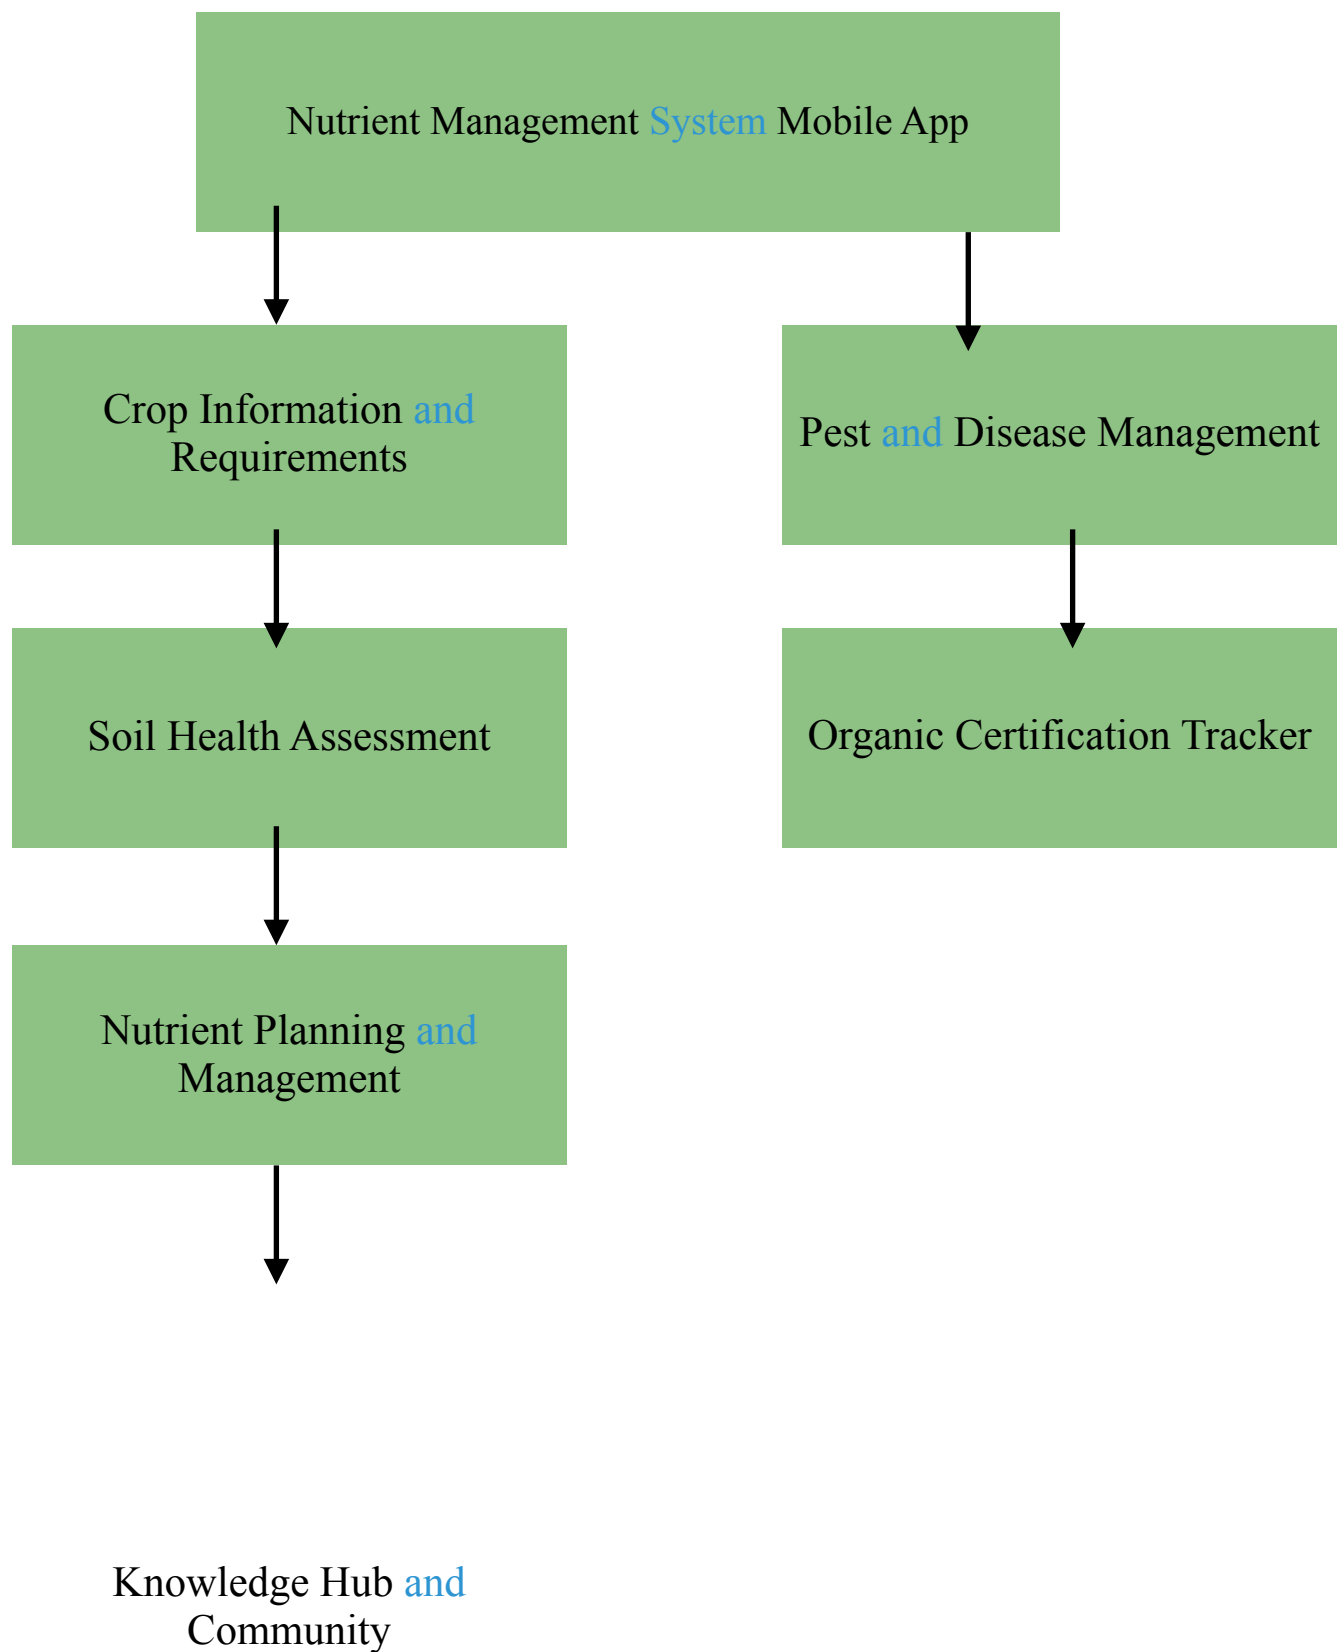 Nutrient Management System Mobile App
Crop Information and
Requirements
Pest and Disease Management
Soil Health Assessment
Organic Certification Tracker
Nutrient Planning and
Management
Knowledge Hub and
Community